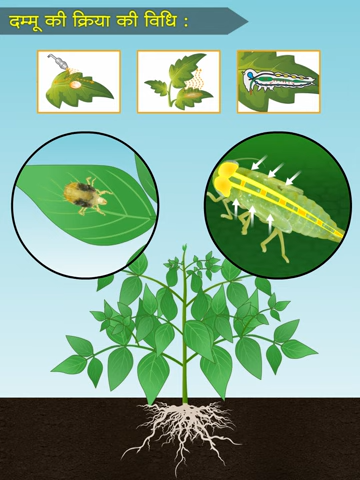 दम्मू की क्रिया की विधि :